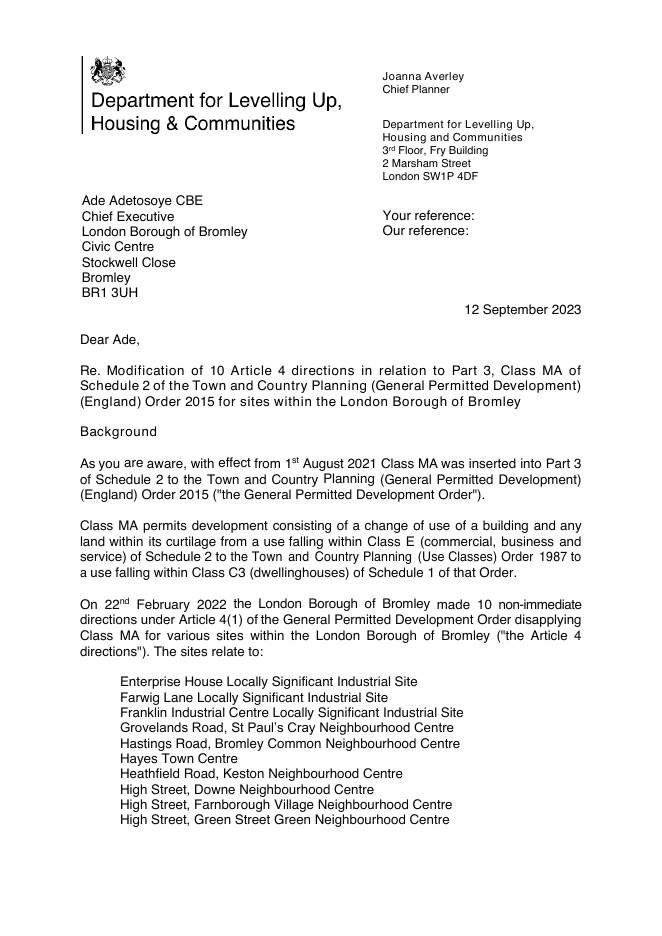 Department for Levelling Up,
Housing & Communities
Joanna Averley
Chief Planner
Department for Levelling Up,
Housing and Communities
3rd Floor, Fry Building
2 Marsham Street
London SW1P 4DF
Ade Adetosoye CBE
Chief Executive
London Borough of Bromley
Civic Centre
Stockwell Close
Bromley
BR1 3UH
Your reference:
Our reference:
12 September 2023
Dear Ade,
Re. Modification of 10 Article 4 directions in relation to Part 3, Class MA of
Schedule 2 of the Town and Country Planning (General Permitted Development)
(England) Order 2015 for sites within the London Borough of Bromley
Background
As you are aware, with effect from 1st August 2021 Class MA was inserted into Part 3
of Schedule 2 to the Town and Country Planning (General Permitted Development)
(England) Order 2015 ("the General Permitted Development Order").
Class MA permits development consisting of a change of use of a building and any
land within its curtilage from a use falling within Class E (commercial, business and
service) of Schedule 2 to the Town and Country Planning (Use Classes) Order 1987 to
a use falling within Class C3 (dwellinghouses) of Schedule 1 of that Order.
On 22nd February 2022 the London Borough of Bromley made 10 non-immediate
directions under Article 4(1) of the General Permitted Development Order disapplying
Class MA for various sites within the London Borough of Bromley ("the Article 4
directions"). The sites relate to:
Enterprise House Locally Significant Industrial Site
Farwig Lane Locally Significant Industrial Site
Franklin Industrial Centre Locally Significant Industrial Site
Grovelands Road, St Paul's Cray Neighbourhood Centre
Hastings Road, Bromley Common Neighbourhood Centre
Hayes Town Centre
Heathfield Road, Keston Neighbourhood Centre
High Street, Downe Neighbourhood Centre
High Street, Farnborough Village Neighbourhood Centre
High Street, Green Street Green Neighbourhood Centre